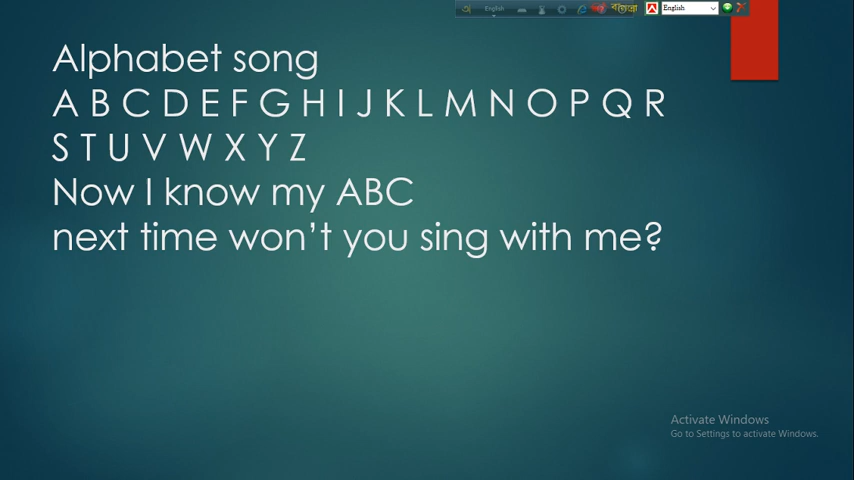 English
English
Alphabet song
A B C D E F G H I J K L M N O P Q R
S T U V W X Y Z
Now I know my ABC
next time won't you sing with me?
Activate Windows
Go to Settings to activate Windows.